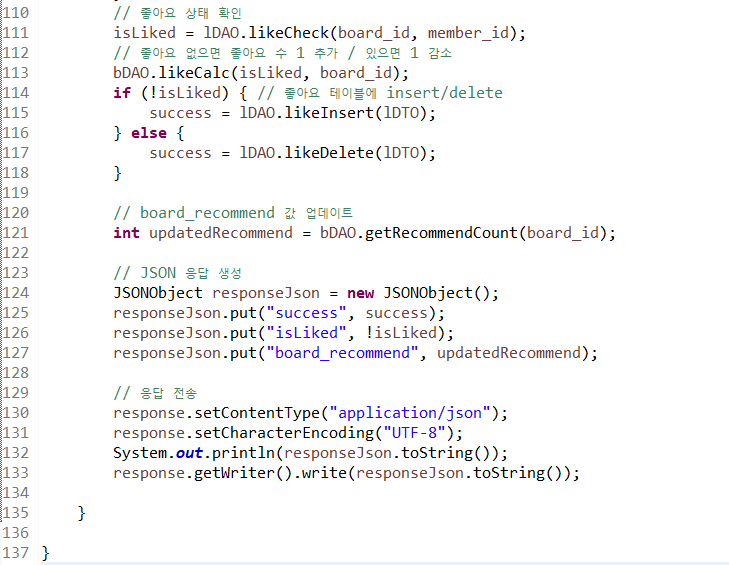 110 // 좋아요 상태 확인
111 isLiked = lDAO.likeCheck(board_id, member_id);
112 // 좋아요 없으면 좋아요 수 1 추가 / 있으면 1 감소
113 bDAO.likeCalc(isLiked, board_id);
114 if (!isLiked) { // 좋아요 테이블에 insert/delete
115 success = lDAO.likeInsert(lDTO);
116 } else {
117 success = lDAO.likeDelete(lDTO);
118 }
119
120 // board_recommend 값 업데이트
121 int updatedRecommend = bDAO.getRecommendCount(board_id);
122
123 // JSON 응답 생성
124 JSONObject responseJson = new JSONObject();
125 responseJson.put("success", success);
126 responseJson.put("isLiked", !isLiked);
127 responseJson.put("board_recommend", updatedRecommend);
128
129 // 응답 전송
130 response.setContentType("application/json");
131 response.setCharacterEncoding("UTF-8");
132 System.out.println(responseJson.toString());
133 response.getWriter().write(responseJson.toString());
134
135 }
136
137 }